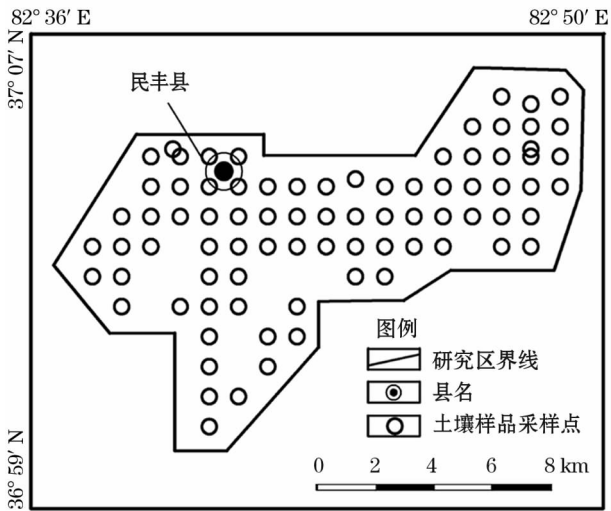 82° 36′ E
82° 50′ E
37° 07′ N
民丰县
图例
研究区界线
县名
土壤样品采样点
36° 59′ N
0 2 4 6 8 km